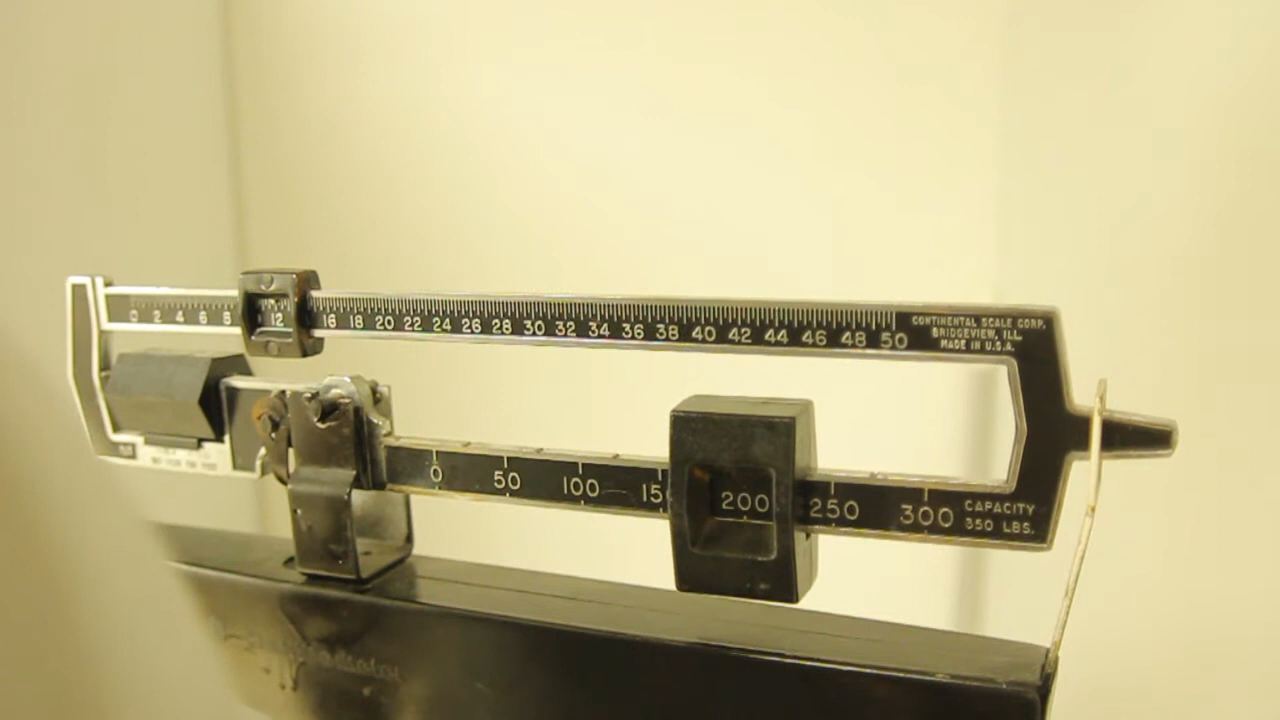 0 2 4 6 8 12 16 18 20 22 24 26 28 30 32 34 36 38 40 42 44 46 48 50
CONTINENTAL SCALE CORP.
BRIDGEVIEW, ILL.
MADE IN U.S.A.
0 50 100 15 200 250 300
CAPACITY
350 LBS.